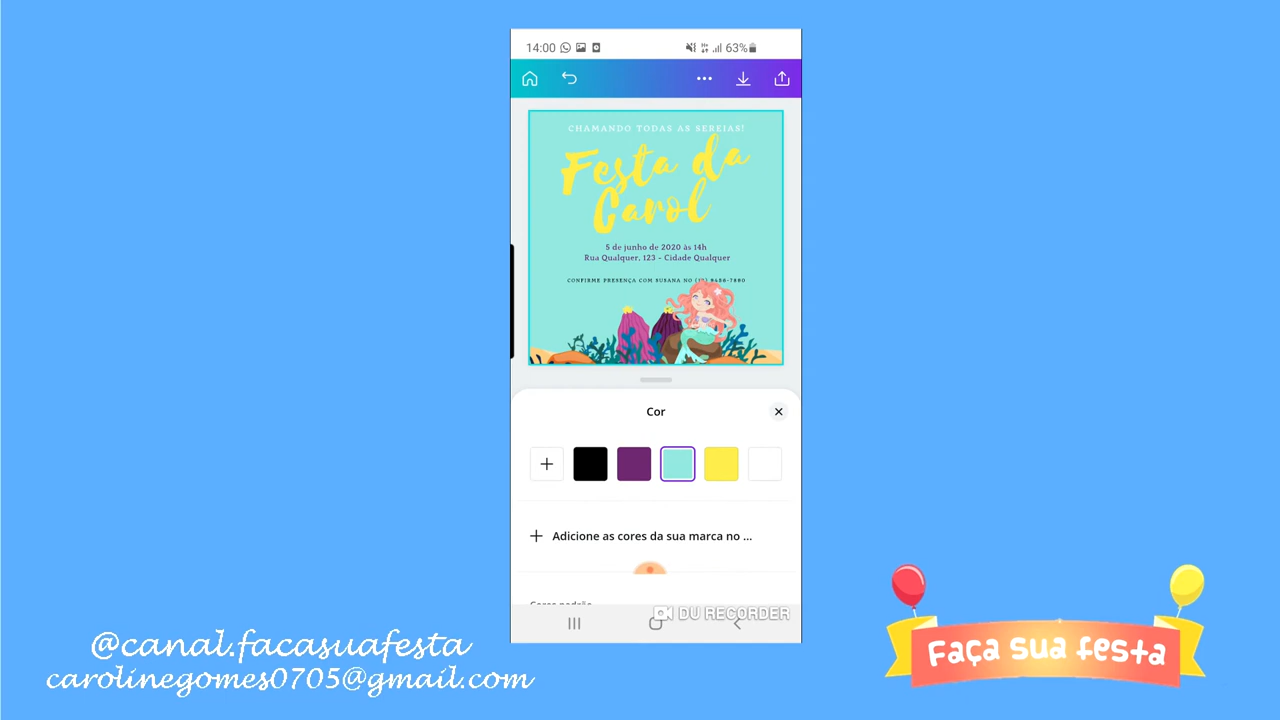 14:00
63%
CHAMANDO TODAS AS SEREIAS!
Festa da
Carol
5 de junho de 2020 às 14h
Rua Qualquer, 123 - Cidade Qualquer
CONFIRME PRESENÇA COM SUSANA NO
Cor
Adicione as cores da sua marca no ...
Cores padrão
DU RECORDER
@canal.facasuafesta
carolinegomes0705@gmail.com
Faça sua festa